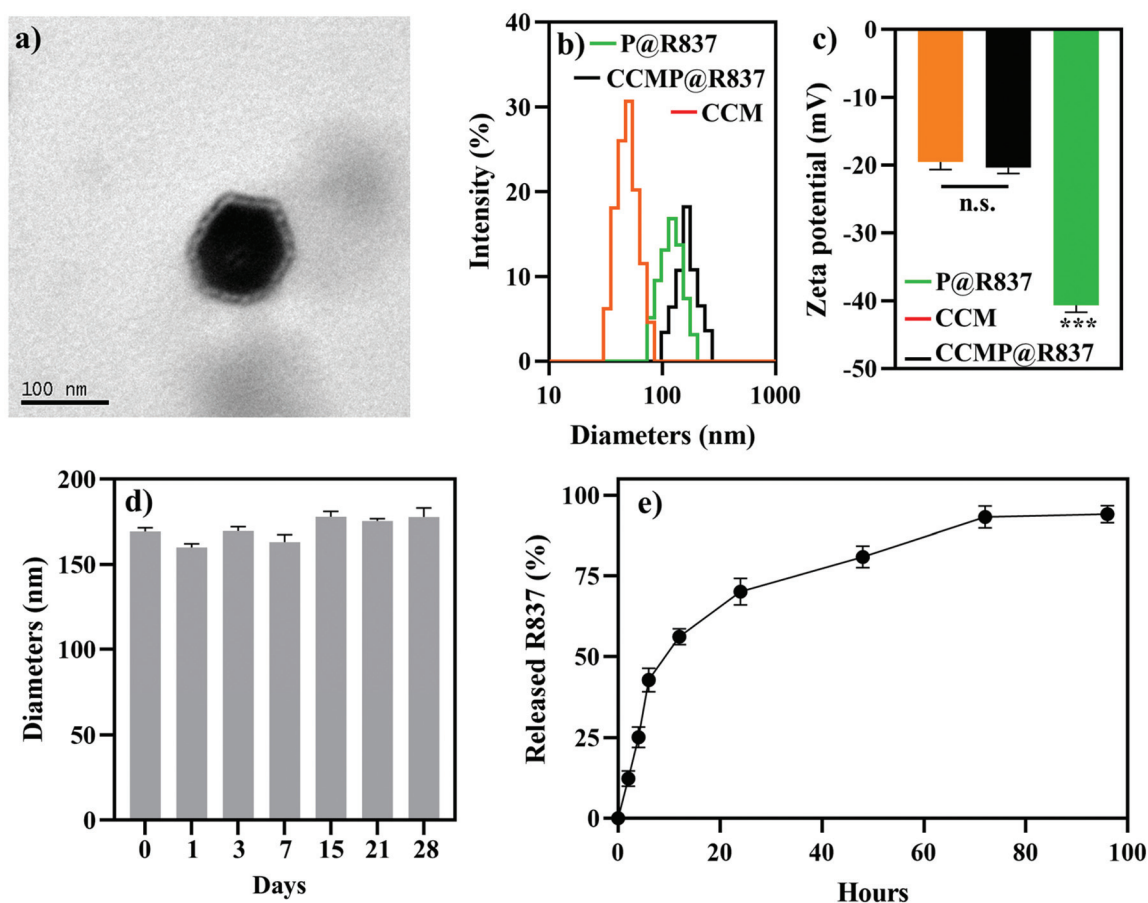 a)
100 nm
b)
P@R837
CCMP@R837
CCM
Intensity (%)
40
30
20
10
0
10
100
1000
Diameters (nm)
c)
Zeta potential (mV)
0
-10
-20
-30
-40
-50
n.s.
***
P@R837
CCM
CCMP@R837
d)
Diameters (nm)
200
150
100
50
0
0 1 3 7 15 21 28
Days
e)
Released R837 (%)
100
75
50
25
0
0 20 40 60 80 100
Hours